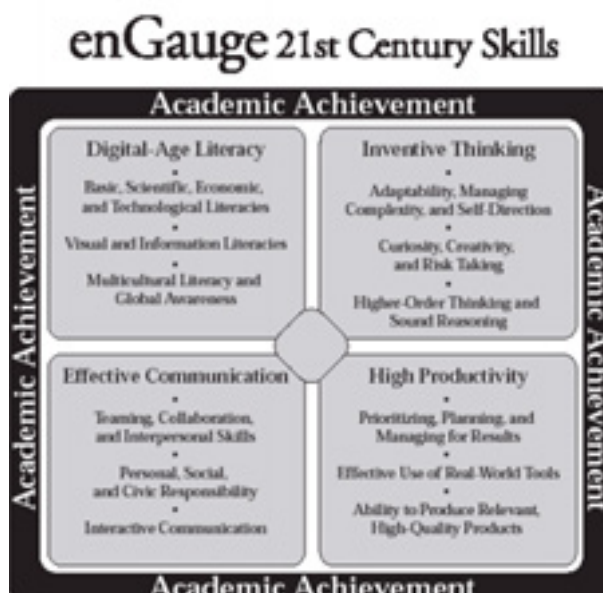 enGauge 21st Century Skills
Academic Achievement
Academic Achievement
Academic Achievement
Digital-Age Literacy
•
Basic, Scientific, Economic,
and Technological Literacies
•
Visual and Information Literacies
•
Multicultural Literacy and
Global Awareness
Inventive Thinking
•
Adaptability, Managing
Complexity, and Self-Direction
•
Curiosity, Creativity,
and Risk Taking
•
Higher-Order Thinking and
Sound Reasoning
Effective Communication
•
Teaming, Collaboration,
and Interpersonal Skills
•
Personal, Social,
and Civic Responsibility
•
Interactive Communication
High Productivity
•
Prioritizing, Planning, and
Managing for Results
•
Effective Use of Real-World Tools
•
Ability to Produce Relevant,
High-Quality Products
Academic Achievement